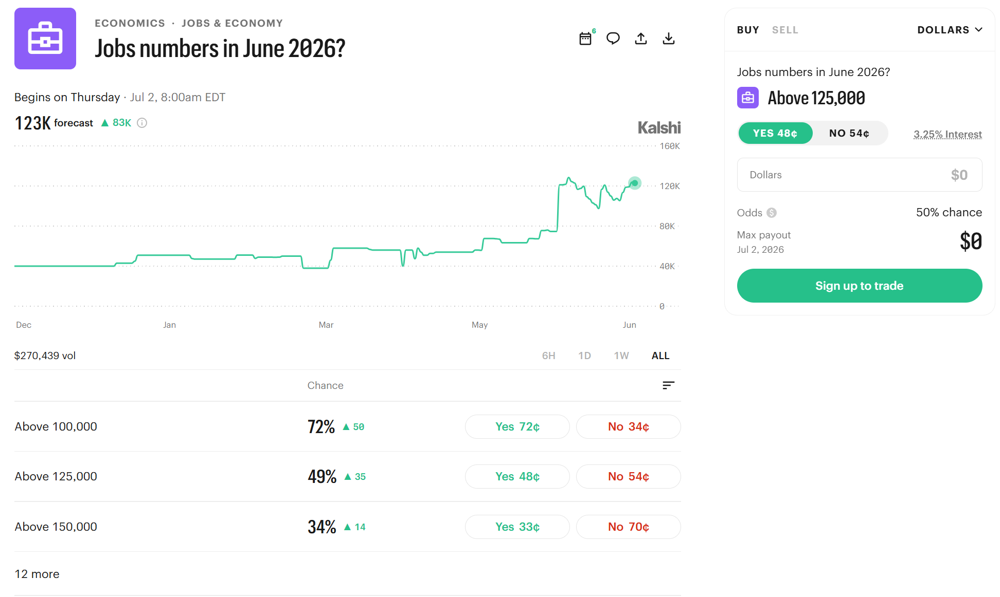 ECONOMICS · JOBS & ECONOMY
Jobs numbers in June 2026?
6
Begins on Thursday · Jul 2, 8:00am EDT
123K forecast ▲ 83K
Kalshi
160K
120K
80K
40K
0
Dec Jan Mar May Jun
$270,439 vol
6H 1D 1W ALL
Chance
Above 100,000 72% ▲ 50 Yes 72¢ No 34¢
Above 125,000 49% ▲ 35 Yes 48¢ No 54¢
Above 150,000 34% ▲ 14 Yes 33¢ No 70¢
12 more
BUY SELL DOLLARS
Jobs numbers in June 2026?
Above 125,000
YES 48¢ NO 54¢ 3.25% Interest
Dollars $0
Odds $ 50% chance
Max payout $0
Jul 2, 2026
Sign up to trade